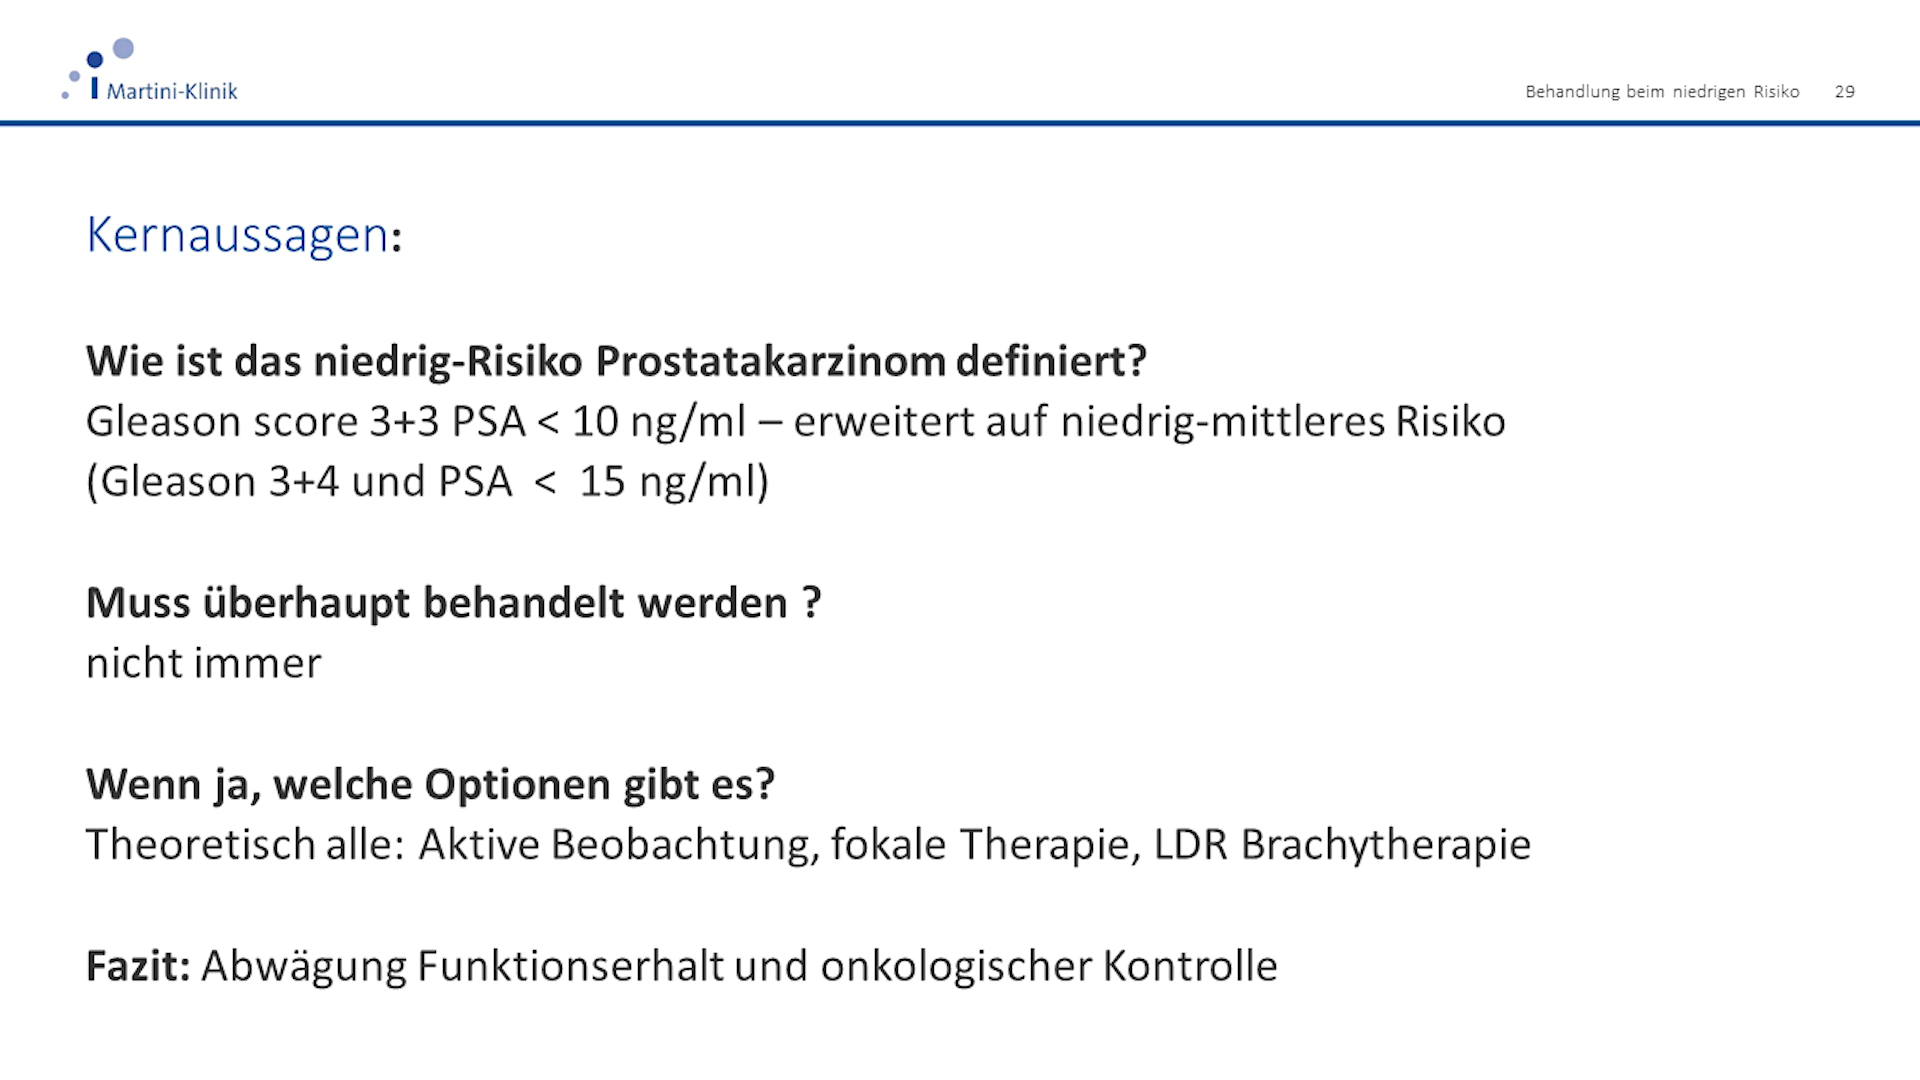 Martini-Klinik
Behandlung beim niedrigen Risiko 29
Kernaussagen:
Wie ist das niedrig-Risiko Prostatakarzinom definiert?
Gleason score 3+3 PSA < 10 ng/ml – erweitert auf niedrig-mittleres Risiko
(Gleason 3+4 und PSA < 15 ng/ml)
Muss überhaupt behandelt werden ?
nicht immer
Wenn ja, welche Optionen gibt es?
Theoretisch alle: Aktive Beobachtung, fokale Therapie, LDR Brachytherapie
Fazit: Abwägung Funktionserhalt und onkologischer Kontrolle